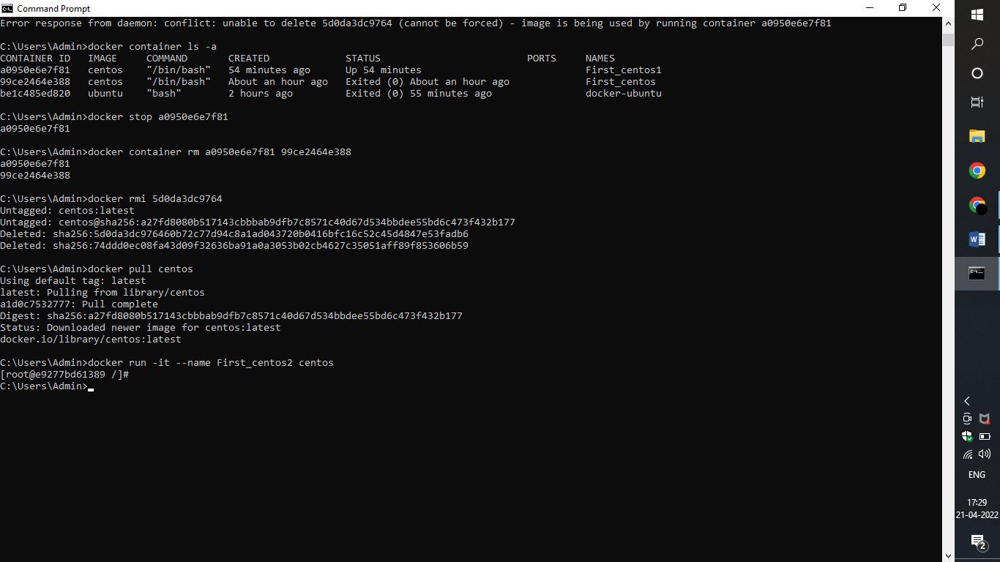 Command Prompt
Error response from daemon: conflict: unable to delete 5d0da3dc9764 (cannot be forced) - image is being used by running container a0950e6e7f81
C:\Users\Admin>docker container ls -a
CONTAINER ID   IMAGE     COMMAND       CREATED             STATUS                         PORTS     NAMES
a0950e6e7f81   centos    "/bin/bash"   54 minutes ago      Up 54 minutes                            First_centos1
99ce2464e388   centos    "/bin/bash"   About an hour ago   Exited (0) About an hour ago             First_centos
be1c485ed820   ubuntu    "bash"        2 hours ago         Exited (0) 55 minutes ago                docker-ubuntu
C:\Users\Admin>docker stop a0950e6e7f81
a0950e6e7f81
C:\Users\Admin>docker container rm a0950e6e7f81 99ce2464e388
a0950e6e7f81
99ce2464e388
C:\Users\Admin>docker rmi 5d0da3dc9764
Untagged: centos:latest
Untagged: centos@sha256:a27fd8080b517143cbbbab9dfb7c8571c40d67d534bbdee55bd6c473f432b177
Deleted: sha256:5d0da3dc976460b72c77d94c8a1ad043720b0416bfc16c52c45d4847e53fadb6
Deleted: sha256:74ddd0ec08fa43d09f32636ba91a0a3053b02cb4627c35051aff89f853606b59
C:\Users\Admin>docker pull centos
Using default tag: latest
latest: Pulling from library/centos
a1d0c7532777: Pull complete
Digest: sha256:a27fd8080b517143cbbbab9dfb7c8571c40d67d534bbdee55bd6c473f432b177
Status: Downloaded newer image for centos:latest
docker.io/library/centos:latest
C:\Users\Admin>docker run -it --name First_centos2 centos
[root@e9277bd61389 /]#
C:\Users\Admin>
ENG
17:29
21-04-2022
2